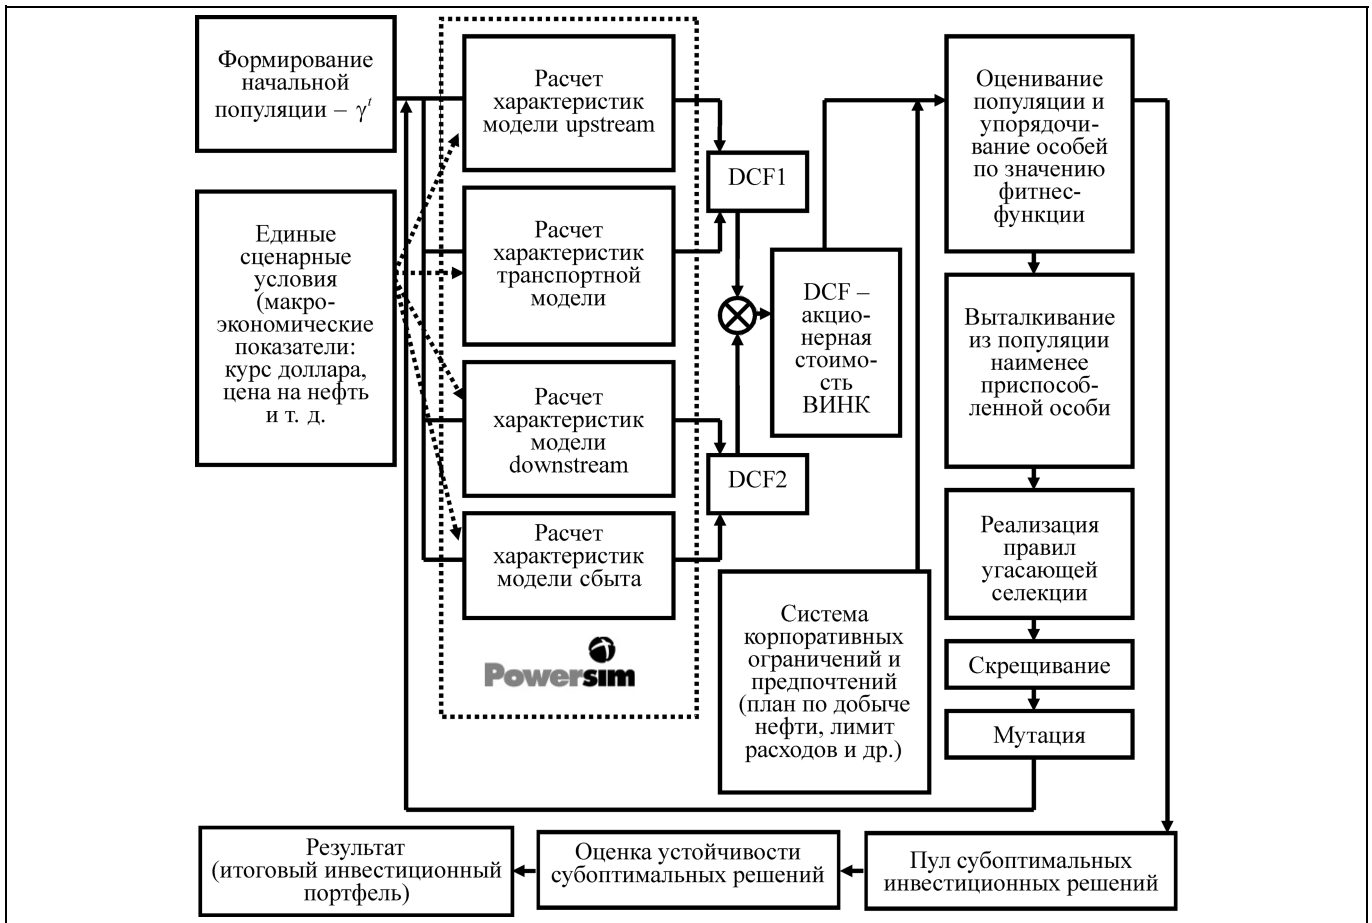 Формирование
начальной
популяции – γᵗ
Единые
сценарные
условия
(макро-
экономические
показатели:
курс доллара,
цена на нефть
и т. д.
Расчет
характеристик
модели upstream
Расчет
характеристик
транспортной
модели
Расчет
характеристик
модели
downstream
Расчет
характеристик
модели сбыта
Powersim
DCF1
DCF2
DCF –
акцио-
нерная
стоимо-
сть
ВИНК
Система
корпоративных
ограничений и
предпочтений
(план по добыче
нефти, лимит
расходов и др.)
Оценивание
популяции и
упорядочи-
вание особей
по значению
фитнес-
функции
Выталкивание
из популяции
наименее
приспособ-
ленной особи
Реализация
правил
угасающей
селекции
Скрещивание
Мутация
Пул субоптимальных
инвестиционных решений
Оценка устойчивости
субоптимальных решений
Результат
(итоговый инвестиционный
портфель)